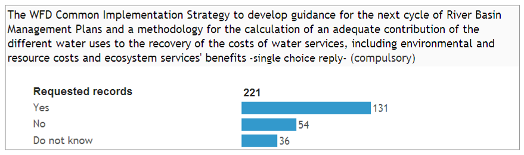 The WFD Common Implementation Strategy to develop guidance for the next cycle of River Basin
Management Plans and a methodology for the calculation of an adequate contribution of the
different water uses to the recovery of the costs of water services, including environmental and
resource costs and ecosystem services' benefits -single choice reply- (compulsory)
Requested records 221
Yes 131
No 54
Do not know 36